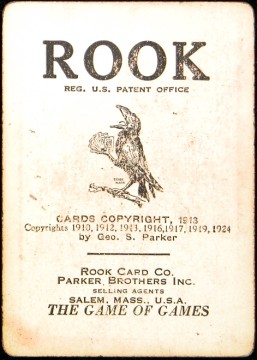 ROOK
REG. U.S. PATENT OFFICE
CARDS COPYRIGHT, 1913
Copyrights 1910, 1912, 1913, 1916, 1917, 1919, 1924
by Geo. S. Parker
ROOK CARD CO.
PARKER BROTHERS INC.
SELLING AGENTS
SALEM, MASS., U.S.A.
THE GAME OF GAMES